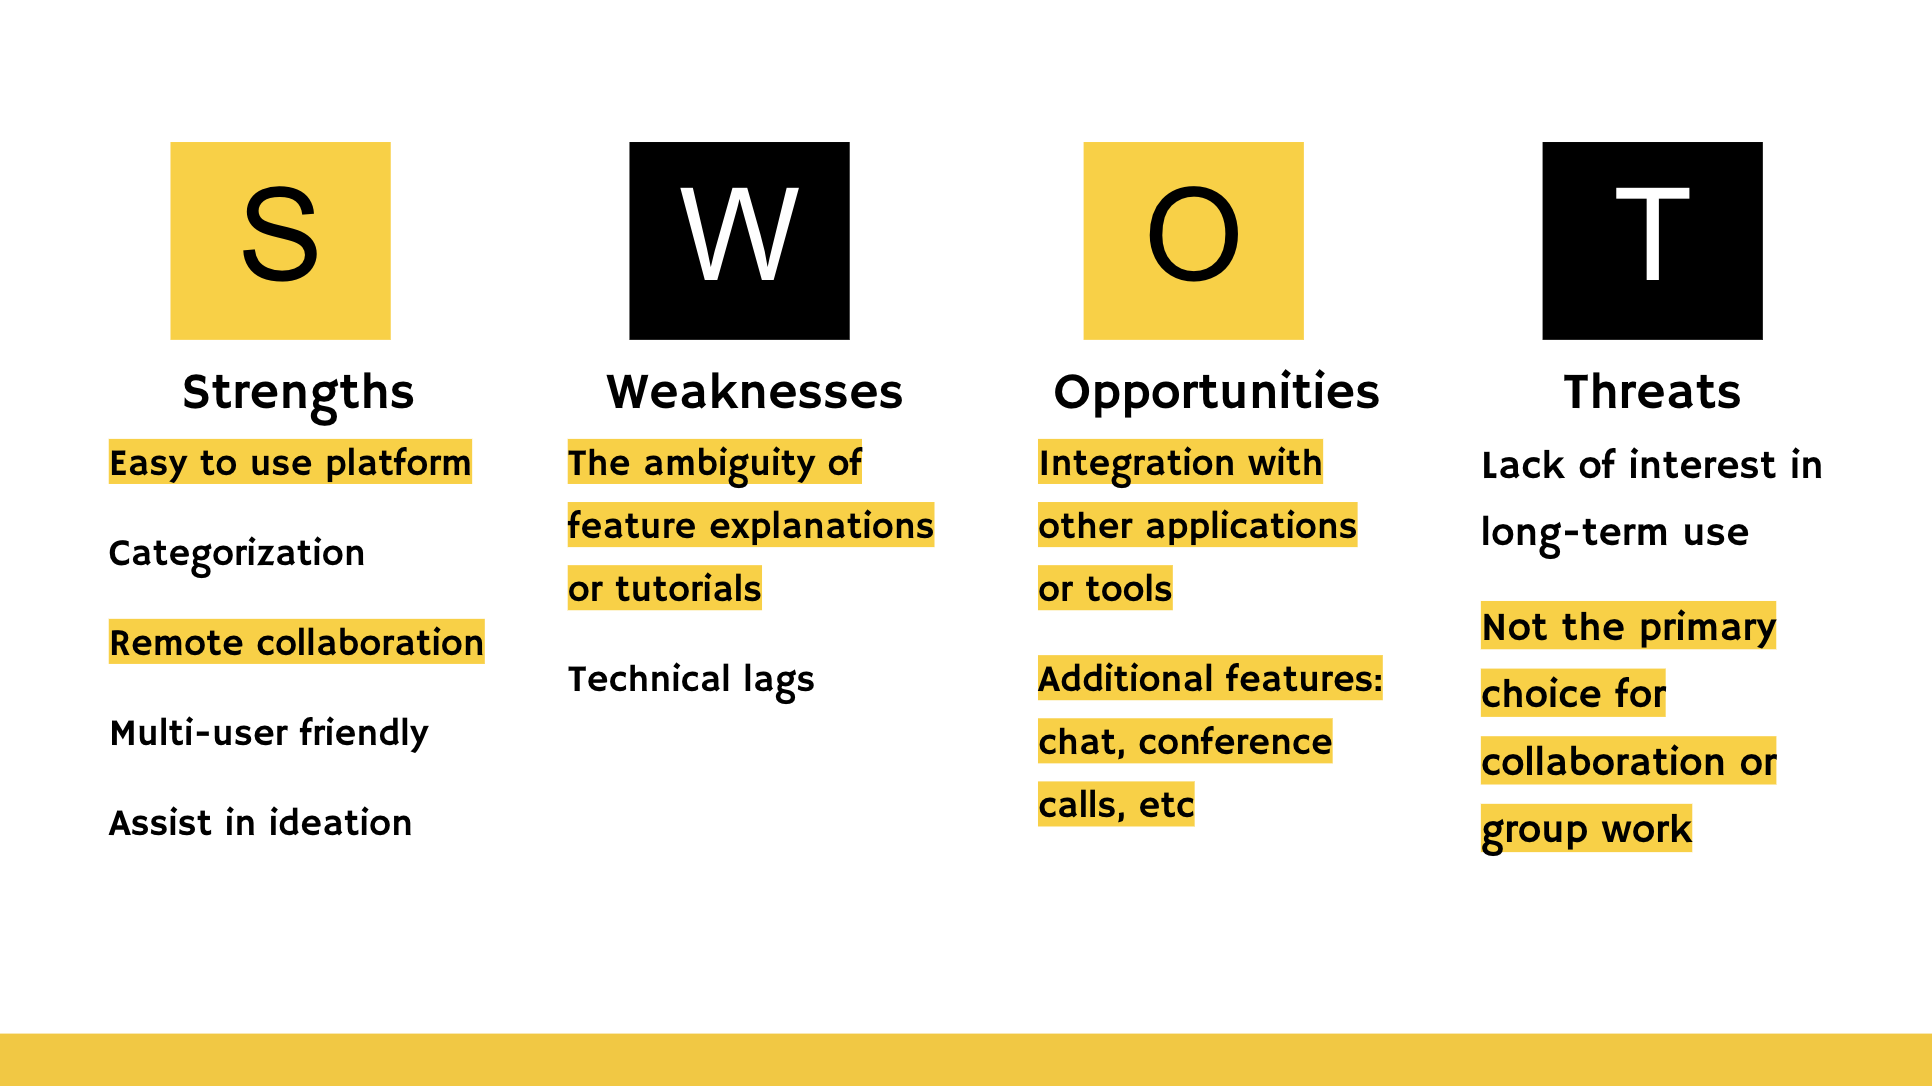 S
Strengths
Easy to use platform
Categorization
Remote collaboration
Multi-user friendly
Assist in ideation
W
Weaknesses
The ambiguity of
feature explanations
or tutorials
Technical lags
O
Opportunities
Integration with
other applications
or tools
Additional features:
chat, conference
calls, etc
T
Threats
Lack of interest in
long-term use
Not the primary
choice for
collaboration or
group work